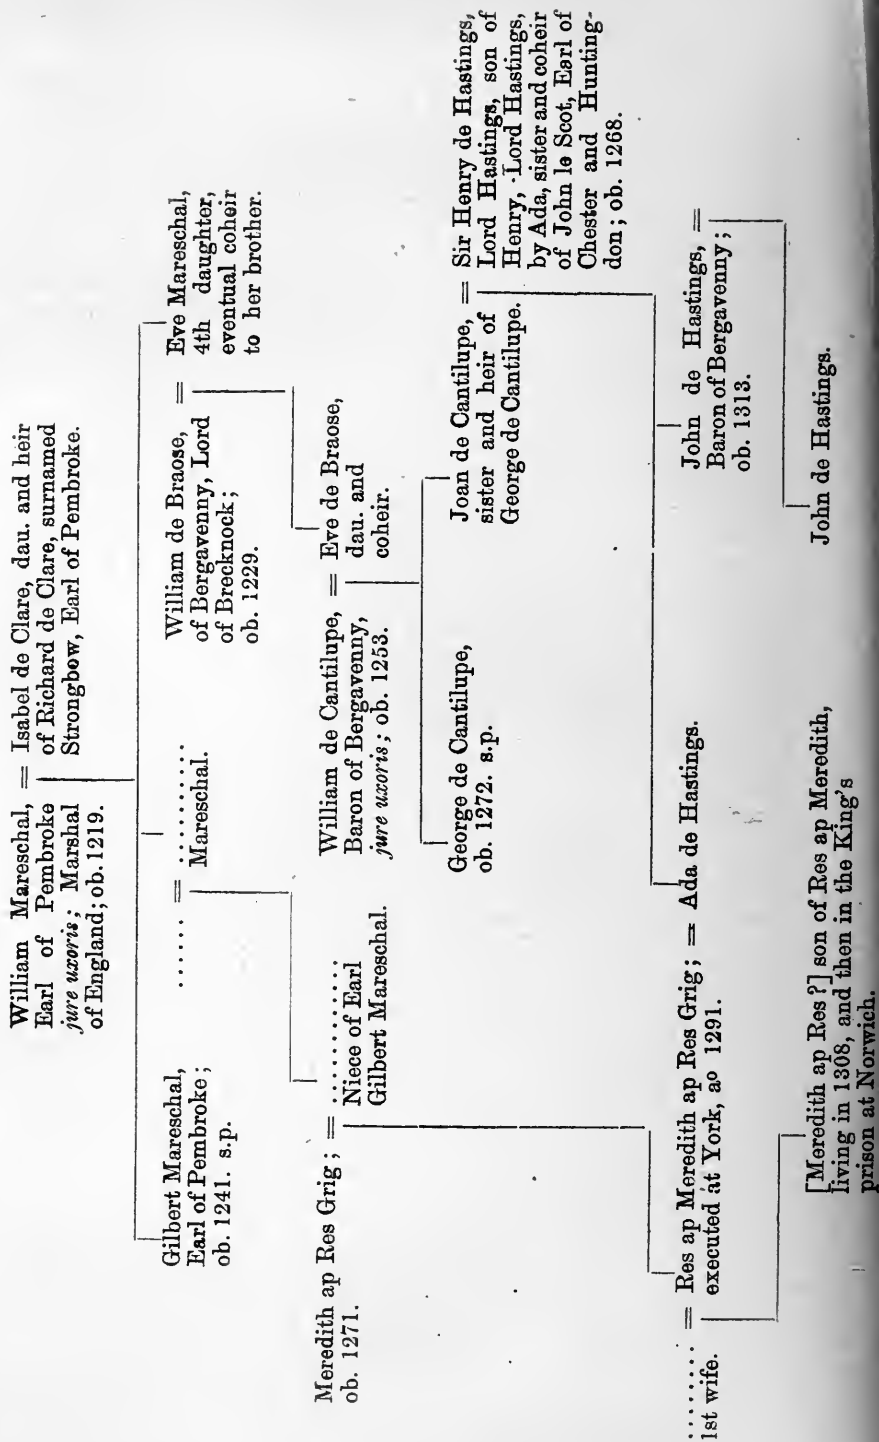 William Mareschal, = Isabel de Clare, dau. and heir
Earl of Pembroke of Richard de Clare, surnamed
jure uxoris; Marshal Strongbow, Earl of Pembroke.
of England; ob. 1219.
Gilbert Mareschal,
Earl of Pembroke;
ob. 1241. s.p.
....... = ..........
Mareschal.
William de Braose, =
of Bergavenny, Lord
of Brecknock;
ob. 1229.
Eve Mareschal,
4th daughter,
eventual coheir
to her brother.
Meredith ap Res Grig; =
ob. 1271.
............
Niece of Earl
Gilbert Mareschal.
William de Cantilupe, =
Baron of Bergavenny,
jure uxoris; ob. 1253.
Eve de Braose,
dau. and
coheir.
George de Cantilupe,
ob. 1272. s.p.
Joan de Cantilupe, =
sister and heir of
George de Cantilupe.
Sir Henry de Hastings,
Lord Hastings, son of
Henry, Lord Hastings,
by Ada, sister and coheir
of John le Scot, Earl of
Chester and Hunting-
don; ob. 1268.
......... =
1st wife.
Res ap Meredith ap Res Grig; = Ada de Hastings.
executed at York, ao 1291.
John de Hastings, =
Baron of Bergavenny;
ob. 1313.
[Meredith ap Res?] son of Res ap Meredith,
living in 1308, and then in the King's
prison at Norwich.
John de Hastings.